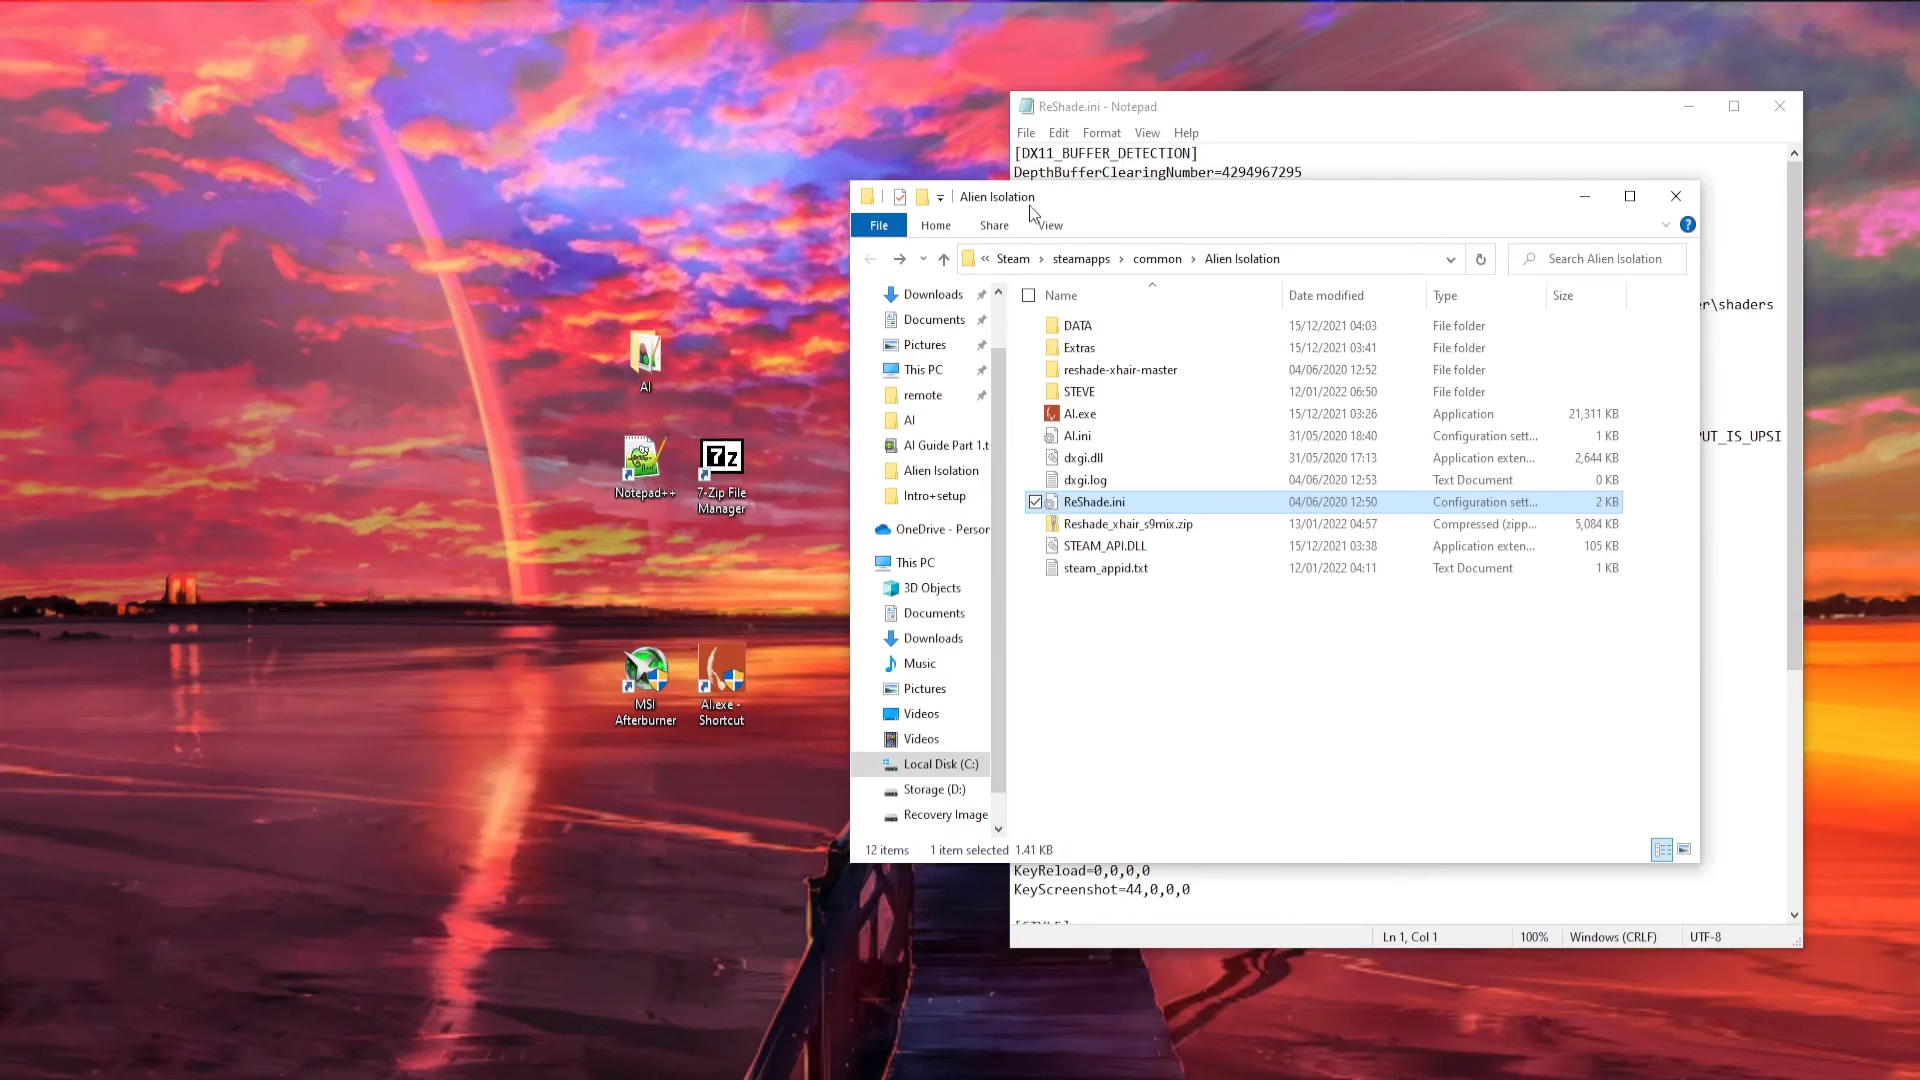 ReShade.ini - Notepad
File Edit Format View Help
[DX11_BUFFER_DETECTION]
DepthBufferClearingNumber=4294967295
Alien Isolation
File Home Share View
« Steam › steamapps › common › Alien Isolation
Search Alien Isolation
Name Date modified Type Size
Downloads
Documents
Pictures
This PC
remote
AI
AI Guide Part 1.t
Alien Isolation
Intro+setup
OneDrive - Person
This PC
3D Objects
Documents
Downloads
Music
Pictures
Videos
Videos
Local Disk (C:)
Storage (D:)
Recovery Image
DATA 15/12/2021 04:03 File folder
Extras 15/12/2021 03:41 File folder
reshade-xhair-master 04/06/2020 12:52 File folder
STEVE 12/01/2022 06:50 File folder
AI.exe 15/12/2021 03:26 Application 21,311 KB
AI.ini 31/05/2020 18:40 Configuration sett... 1 KB
dxgi.dll 31/05/2020 17:13 Application exten... 2,644 KB
dxgi.log 04/06/2020 12:53 Text Document 0 KB
ReShade.ini 04/06/2020 12:50 Configuration sett... 2 KB
Reshade_xhair_s9mix.zip 13/01/2022 04:57 Compressed (zipp... 5,084 KB
STEAM_API.DLL 15/12/2021 03:38 Application exten... 105 KB
steam_appid.txt 12/01/2022 04:11 Text Document 1 KB
12 items 1 item selected 1.41 KB
r\shaders
PUT_IS_UPSI
KeyReload=0,0,0,0
KeyScreenshot=44,0,0,0
Ln 1, Col 1 100% Windows (CRLF) UTF-8
AI
Notepad++
7-Zip File
Manager
MSI
Afterburner
AI.exe -
Shortcut